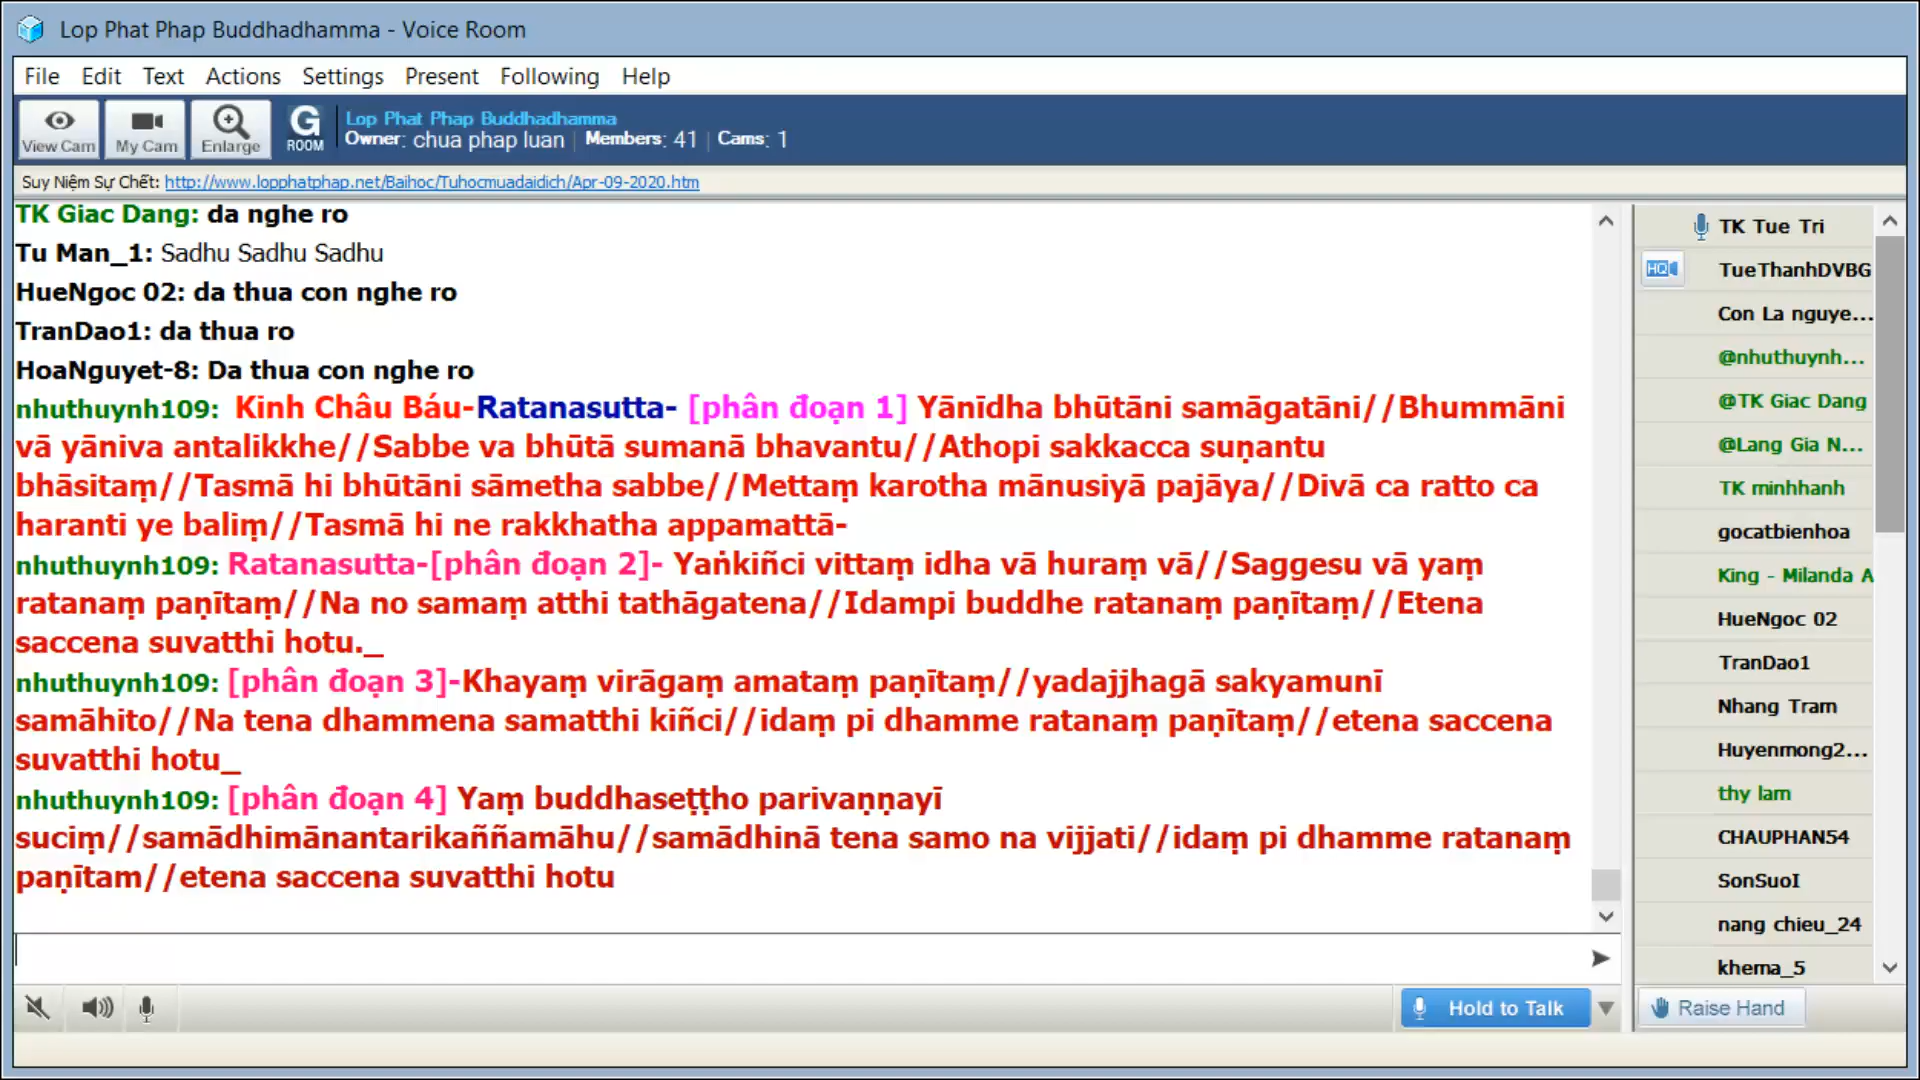 Lop Phat Phap Buddhadhamma - Voice Room
File Edit Text Actions Settings Present Following Help
View Cam My Cam Enlarge G ROOM
Lop Phat Phap Buddhadhamma
Owner: chua phap luan | Members: 41 | Cams: 1
Suy Niệm Sự Chết: http://www.lopphatphap.net/Baihoc/Tuhocmuadaidich/Apr-09-2020.htm
TK Giac Dang: da nghe ro
Tu Man_1: Sadhu Sadhu Sadhu
HueNgoc 02: da thua con nghe ro
TranDao1: da thua ro
HoaNguyet-8: Da thua con nghe ro
nhuthuynh109: Kinh Châu Báu-Ratanasutta- [phân đoạn 1] Yānīdha bhūtāni samāgatāni//Bhummāni
vā yāniva antalikkhe//Sabbe va bhūtā sumanā bhavantu//Athopi sakkacca suṇantu
bhāsitaṃ//Tasmā hi bhūtāni sāmetha sabbe//Mettaṃ karotha mānusiyā pajāya//Divā ca ratto ca
haranti ye baliṃ//Tasmā hi ne rakkhatha appamattā-
nhuthuynh109: Ratanasutta-[phân đoạn 2]- Yaṅkiñci vittaṃ idha vā huraṃ vā//Saggesu vā yaṃ
ratanaṃ paṇītaṃ//Na no samaṃ atthi tathāgatena//Idampi buddhe ratanaṃ paṇītaṃ//Etena
saccena suvatthi hotu._
nhuthuynh109: [phân đoạn 3]-Khayaṃ virāgaṃ amataṃ paṇītaṃ//yadajjhagā sakyamunī
samāhito//Na tena dhammena samatthi kiñci//idaṃ pi dhamme ratanaṃ paṇītaṃ//etena saccena
suvatthi hotu_
nhuthuynh109: [phân đoạn 4] Yaṃ buddhaseṭṭho parivaṇṇayī
suciṃ//samādhimānantarikaññamāhu//samādhinā tena samo na vijjati//idaṃ pi dhamme ratanaṃ
paṇītam//etena saccena suvatthi hotu
Hold to Talk
TK Tue Tri
HQ TueThanhDVBG
Con La nguye...
@nhuthuynh...
@TK Giac Dang
@Lang Gia N...
TK minhhanh
gocatbienhoa
King - Milanda A
HueNgoc 02
TranDao1
Nhang Tram
Huyenmong2...
thy lam
CHAUPHAN54
SonSuoI
nang chieu_24
khema_5
Raise Hand